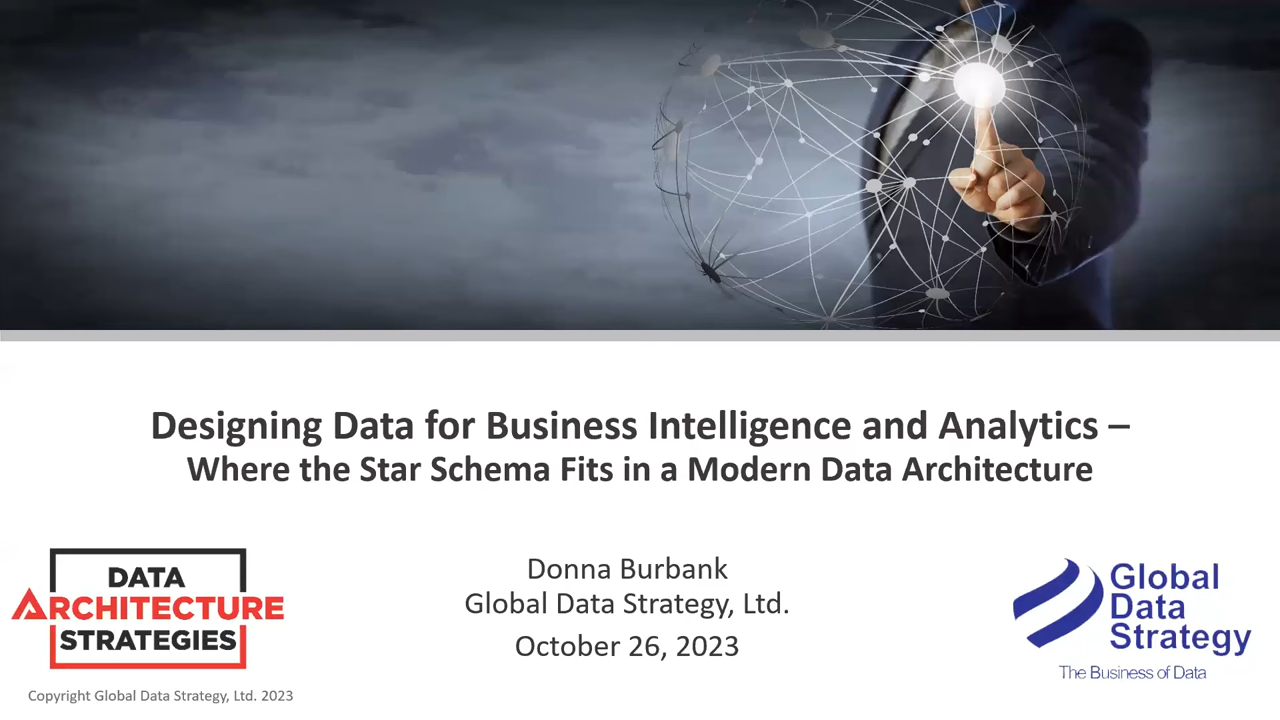 Designing Data for Business Intelligence and Analytics –
Where the Star Schema Fits in a Modern Data Architecture
Donna Burbank
Global Data Strategy, Ltd.
October 26, 2023
DATA
ARCHITECTURE
STRATEGIES
Global
Data
Strategy
The Business of Data
Copyright Global Data Strategy, Ltd. 2023